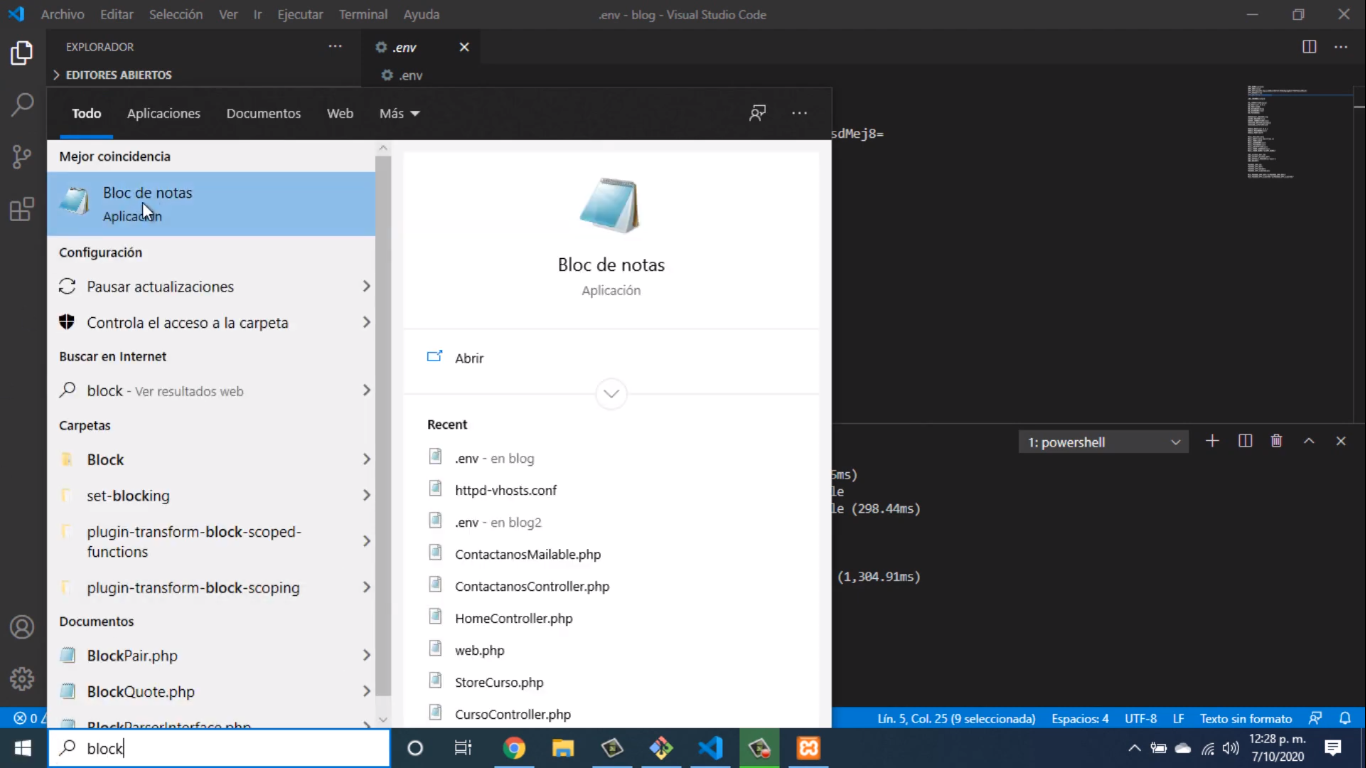 Archivo Editar Selección Ver Ir Ejecutar Terminal Ayuda .env - blog - Visual Studio Code
EXPLORADOR
EDITORES ABIERTOS
.env
.env
Todo Aplicaciones Documentos Web Más
Mejor coincidencia
Bloc de notas
Aplicación
Configuración
Pausar actualizaciones
Controla el acceso a la carpeta
Buscar en Internet
block - Ver resultados web
Carpetas
Block
set-blocking
plugin-transform-block-scoped-
functions
plugin-transform-block-scoping
Documentos
BlockPair.php
BlockQuote.php
BlockParserInterface.php
block
Bloc de notas
Aplicación
Abrir
Recent
.env - en blog
httpd-vhosts.conf
.env - en blog2
ContactanosMailable.php
ContactanosController.php
HomeController.php
web.php
StoreCurso.php
CursoController.php
sdMej8=
1: powershell
5ms)
le
le (298.44ms)
(1,304.91ms)
0
Lín. 5, Col. 25 (9 seleccionada) Espacios: 4 UTF-8 LF Texto sin formato
12:28 p. m.
7/10/2020